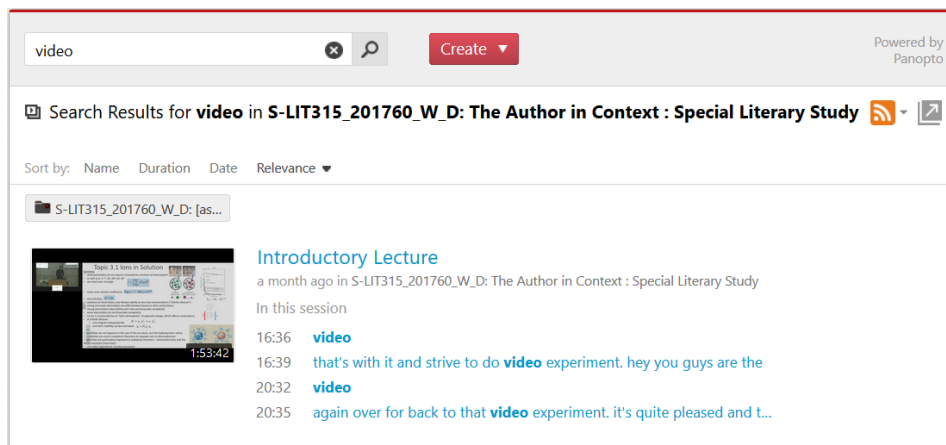 video
Create
Powered by
Panopto
Search Results for video in S-LIT315_201760_W_D: The Author in Context : Special Literary Study
Sort by: Name Duration Date Relevance
S-LIT315_201760_W_D: [as...
Topic 3.1 Ions in Solution
1:53:42
Introductory Lecture
a month ago in S-LIT315_201760_W_D: The Author in Context : Special Literary Study
In this session
16:36 video
16:39 that's with it and strive to do video experiment. hey you guys are the
20:32 video
20:35 again over for back to that video experiment. it's quite pleased and t...